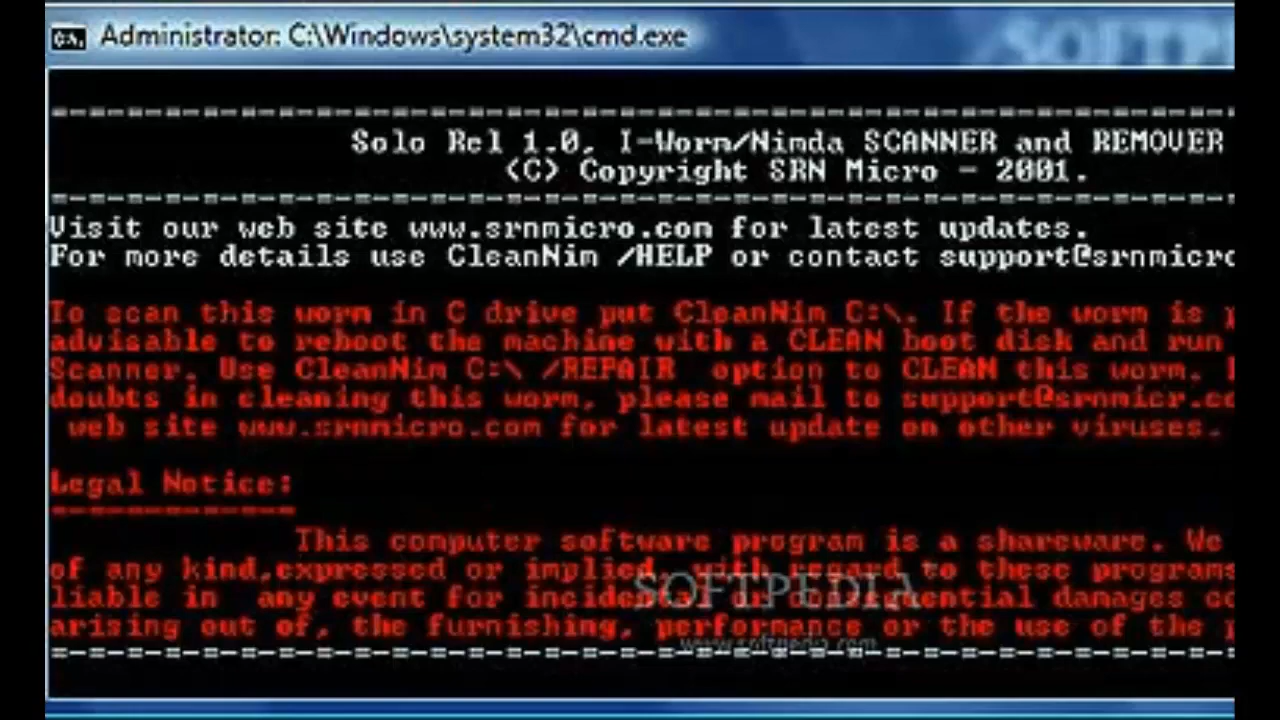 Administrator: C:\Windows\system32\cmd.exe
SOFTP
Solo Rel 1.0, I-Worm/Nimda SCANNER and REMOVER
(C) Copyright SRN Micro - 2001.
Visit our web site www.srnmicro.com for latest updates.
For more details use CleanNim /HELP or contact support@srnmicro
To scan this worm in C drive put CleanNim C:\. If the worm is
advisable to reboot the machine with a CLEAN boot disk and run
Scanner. Use CleanNim C:\ /REPAIR option to CLEAN this worm.
doubts in cleaning this worm, please mail to support@srnmicr.co
web site www.srnmicro.com for latest update on other viruses.
Legal Notice:
This computer software program is a shareware. We
of any kind,expressed or implied, with regard to these programs
liable in any event for incidental or consequential damages
arising out of, the furnishing, performance or the use of the
SOFTPEDIA
www.softpedia.com